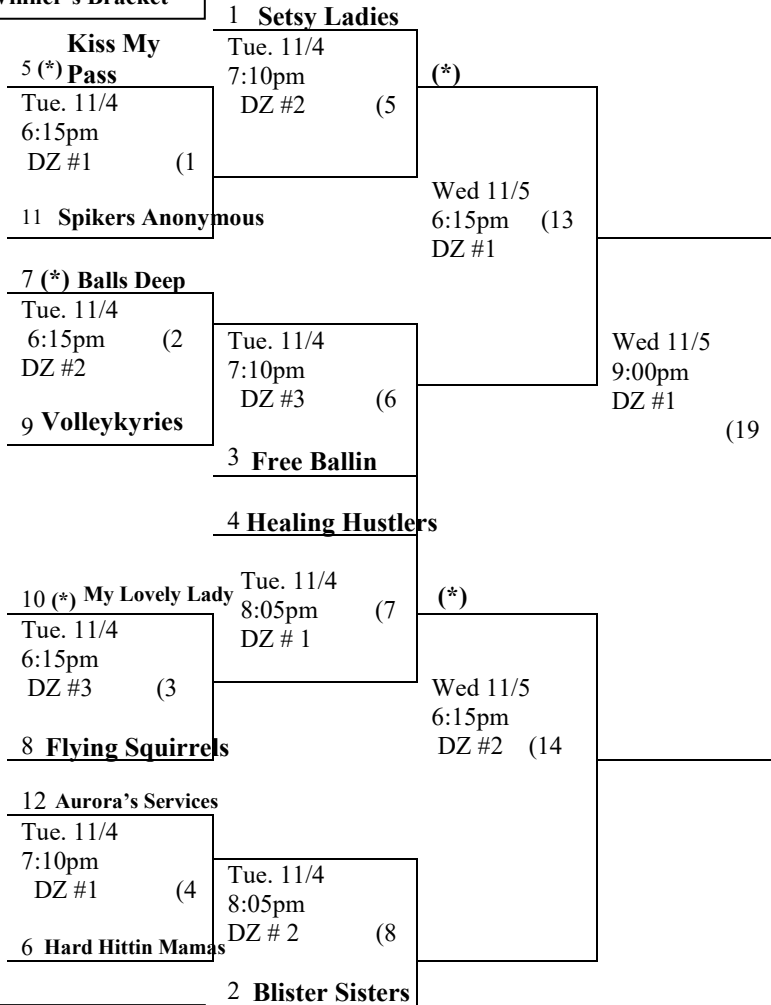 Bracket
1 Setsy Ladies
Kiss My
5 (*) Pass
Tue. 11/4
7:10pm
DZ #2 (5
(*)
Tue. 11/4
6:15pm
DZ #1 (1
11 Spikers Anonymous
Wed 11/5
6:15pm (13
DZ #1
7 (*) Balls Deep
Tue. 11/4
6:15pm (2
DZ #2
9 Volleykyries
Tue. 11/4
7:10pm
DZ #3 (6
3 Free Ballin
Wed 11/5
9:00pm
DZ #1
(19
4 Healing Hustlers
10 (*) My Lovely Lady
Tue. 11/4
8:05pm (7
DZ # 1
(*)
Tue. 11/4
6:15pm
DZ #3 (3
8 Flying Squirrels
Wed 11/5
6:15pm
DZ #2 (14
12 Aurora’s Services
Tue. 11/4
7:10pm
DZ #1 (4
6 Hard Hittin Mamas
Tue. 11/4
8:05pm
DZ # 2 (8
2 Blister Sisters